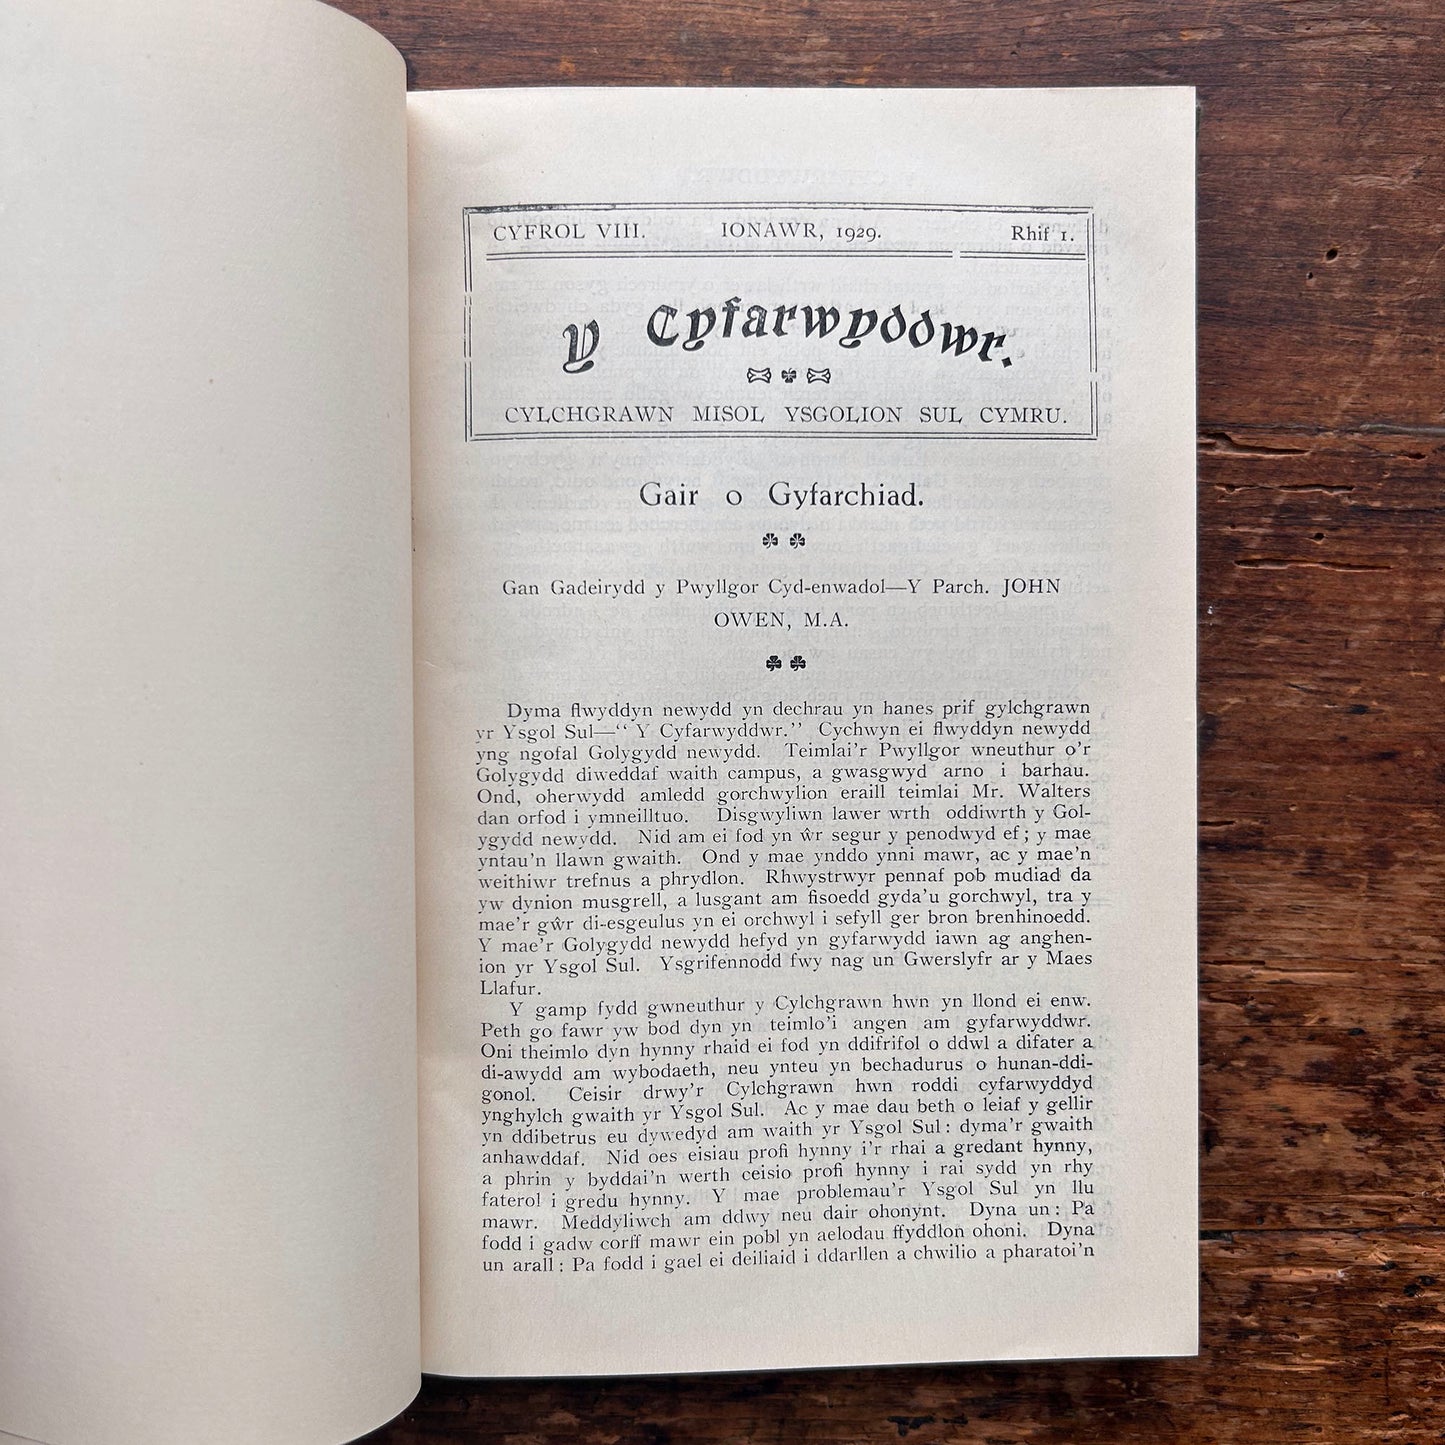 CYFROL VIII. IONAWR, 1929. Rhif 1.
Y Cyfarwyddwr.
CYLCHGRAWN MISOL YSGOLION SUL CYMRU.
Gair o Gyfarchiad.
Gan Gadeirydd y Pwyllgor Cyd-enwadol—Y Parch. JOHN
OWEN, M.A.
Dyma flwyddyn newydd yn dechrau yn hanes prif gylchgrawn
yr Ysgol Sul—“ Y Cyfarwyddwr.” Cychwyn ei flwyddyn newydd
yng ngofal Golygydd newydd. Teimlai’r Pwyllgor wneuthur o’r
Golygydd diweddaf waith campus, a gwasgwyd arno i barhau.
Ond, oherwydd amledd gorchwylion eraill teimlai Mr. Walters
dan orfod i ymneilltuo. Disgwyliwn lawer wrth oddiwrth y Gol-
ygydd newydd. Nid am ei fod yn ŵr segur y penodwyd ef; y mae
yntau’n llawn gwaith. Ond y mae ynddo ynni mawr, ac y mae’n
weithiwr trefnus a phrydlon. Rhwystrwyr pennaf pob mudiad da
yw dynion musgrell, a lusgant am fisoedd gyda’u gorchwyl, tra y
mae’r gŵr di-esgeulus yn ei orchwyl i sefyll ger bron brenhinoedd.
Y mae’r Golygydd newydd hefyd yn gyfarwydd iawn ag anghen-
ion yr Ysgol Sul. Ysgrifennodd fwy nag un Gwerslyfr ar y Maes
Llafur.
Y gamp fydd gwneuthur y Cylchgrawn hwn yn llond ei enw.
Peth go fawr yw bod dyn yn teimlo’i angen am gyfarwyddwr.
Oni theimlo dyn hynny rhaid ei fod yn ddifrifol o ddwl a difater a
di-awydd am wybodaeth, neu ynteu yn bechadurus o hunan-ddi-
gonol. Ceisir drwy’r Cylchgrawn hwn roddi cyfarwyddyd
ynghylch gwaith yr Ysgol Sul. Ac y mae dau beth o leiaf y gellir
yn ddibetrus eu dywedyd am waith yr Ysgol Sul: dyma’r gwaith
anhawddaf. Nid oes eisiau profi hynny i’r rhai a gredant hynny,
a phrin y byddai’n werth ceisio profi hynny i rai sydd yn rhy
faterol i gredu hynny. Y mae problemau’r Ysgol Sul yn llu
mawr. Meddyliwch am ddwy neu dair ohonynt. Dyna un: Pa
fodd i gadw corff mawr ein pobl yn aelodau ffyddlon ohoni. Dyna
un arall: Pa fodd i gael ei deiliaid i ddarllen a chwilio a pharatoi’n